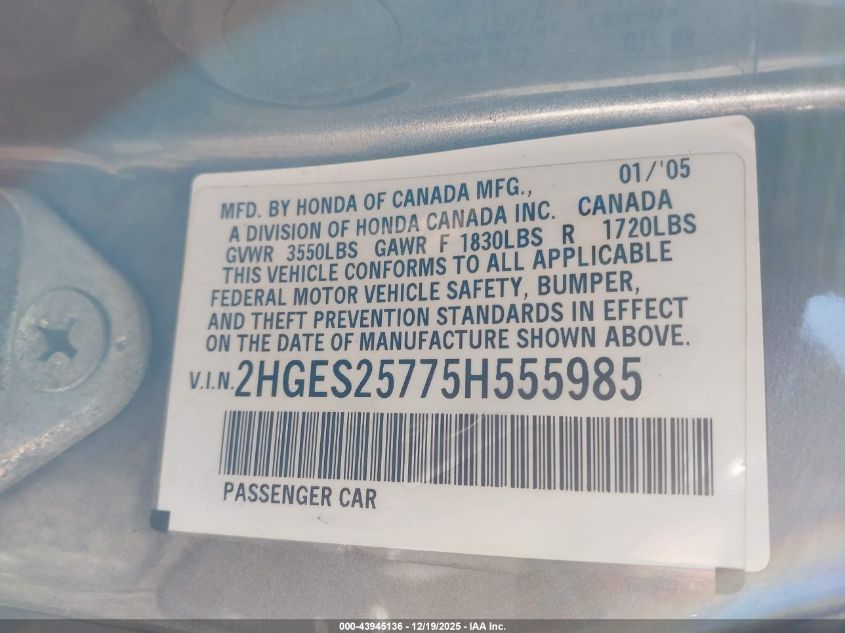 MFD. BY HONDA OF CANADA MFG., 01/'05
A DIVISION OF HONDA CANADA INC. CANADA
GVWR 3550LBS GAWR F 1830LBS R 1720LBS
THIS VEHICLE CONFORMS TO ALL APPLICABLE
FEDERAL MOTOR VEHICLE SAFETY, BUMPER,
AND THEFT PREVENTION STANDARDS IN EFFECT
ON THE DATE OF MANUFACTURE SHOWN ABOVE.
V.I.N. 2HGES25775H555985
PASSENGER CAR
000-43945136 - 12/19/2025 - IAA Inc.